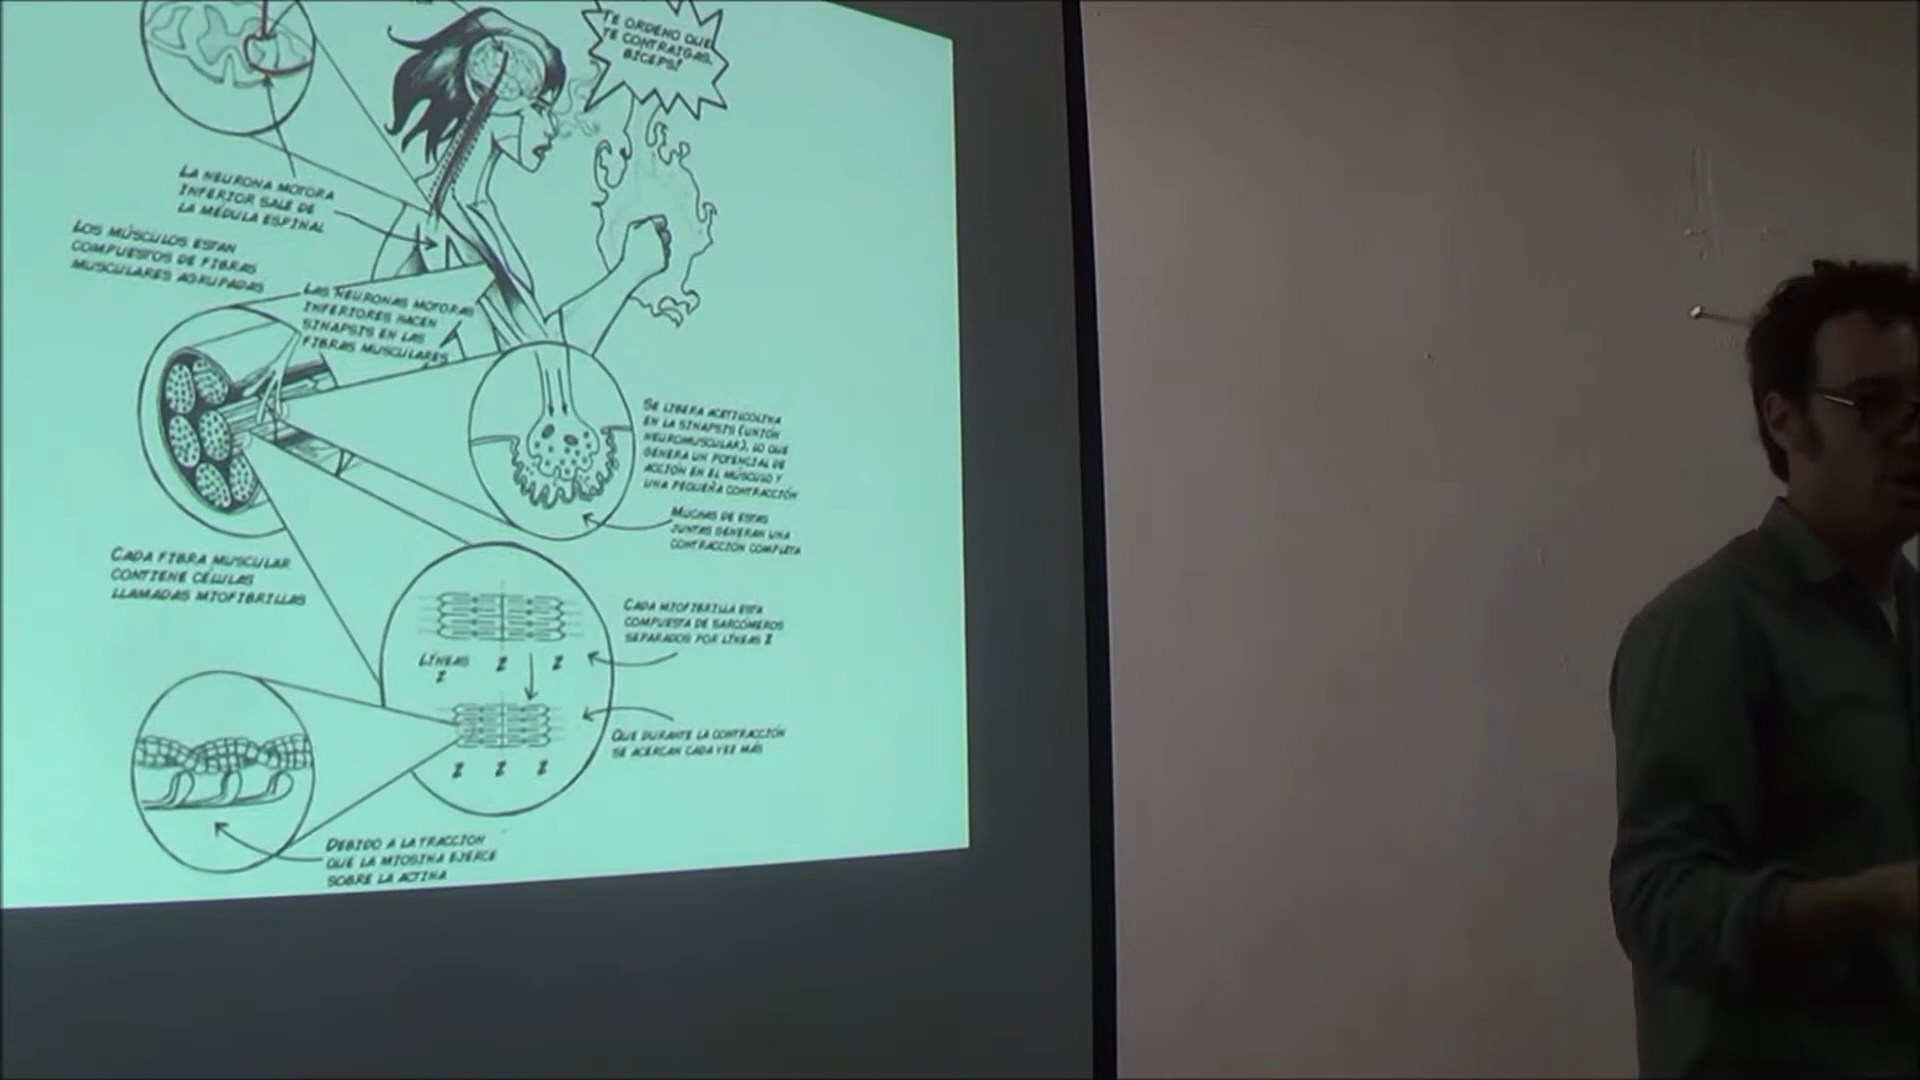 TE ORDENO QUE
TE CONTRAIGAS,
BICEPS!
LA NEURONA MOTORA
INFERIOR SALE DE
LA MÉDULA ESPINAL
LOS MÚSCULOS ESTAN
COMPUESTOS DE FIBRAS
MUSCULARES AGRUPADAS
LAS NEURONAS MOTORAS
INFERIORES HACEN
SINAPSIS EN LAS
FIBRAS MUSCULARES
SE LIBERA ACETILCOLINA
EN LA SINAPSIS (UNIÓN
NEUROMUSCULAR), LO QUE
GENERA UN POTENCIAL DE
ACCIÓN EN EL MÚSCULO Y
UNA PEQUEÑA CONTRACCIÓN
MUCHAS DE ESTAS
JUNTAS GENERAN UNA
CONTRACCIÓN COMPLETA
CADA FIBRA MUSCULAR
CONTIENE CÉLULAS
LLAMADAS MIOFIBRILLAS
CADA MIOFIBRILLA ESTA
COMPUESTA DE SARCÓMEROS
SEPARADOS POR LÍNEAS Z
LÍNEAS
Z Z Z
QUE DURANTE LA CONTRACCIÓN
SE ACERCAN CADA VEZ MÁS
Z Z Z
DEBIDO A LA TRACCION
QUE LA MIOSINA EJERCE
SOBRE LA ACTINA